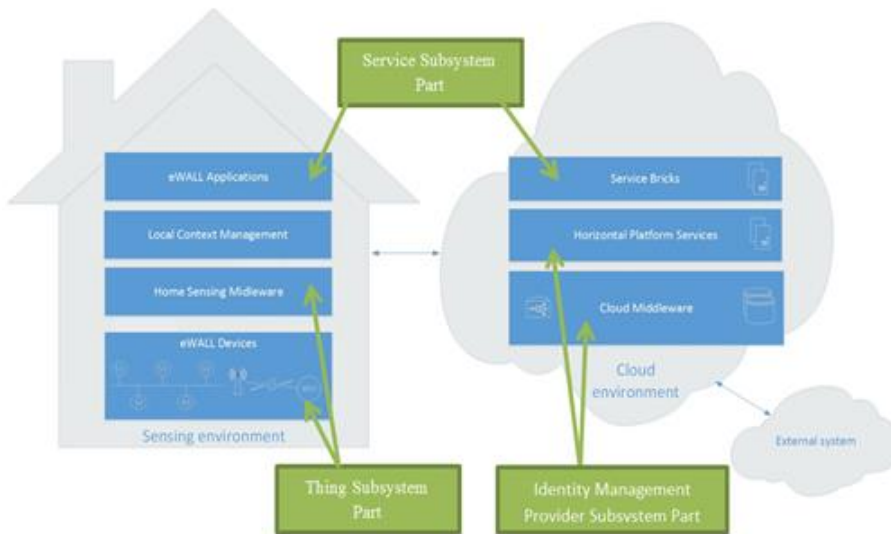 Service Subsystem
Part
eWALL Applications
Local Context Management
Home Sensing Midleware
eWALL Devices
Sensing environment
Service Bricks
Horizontal Platform Services
Cloud Middleware
Cloud
environment
External system
Thing Subsystem
Part
Identity Management
Provider Subsystem Part